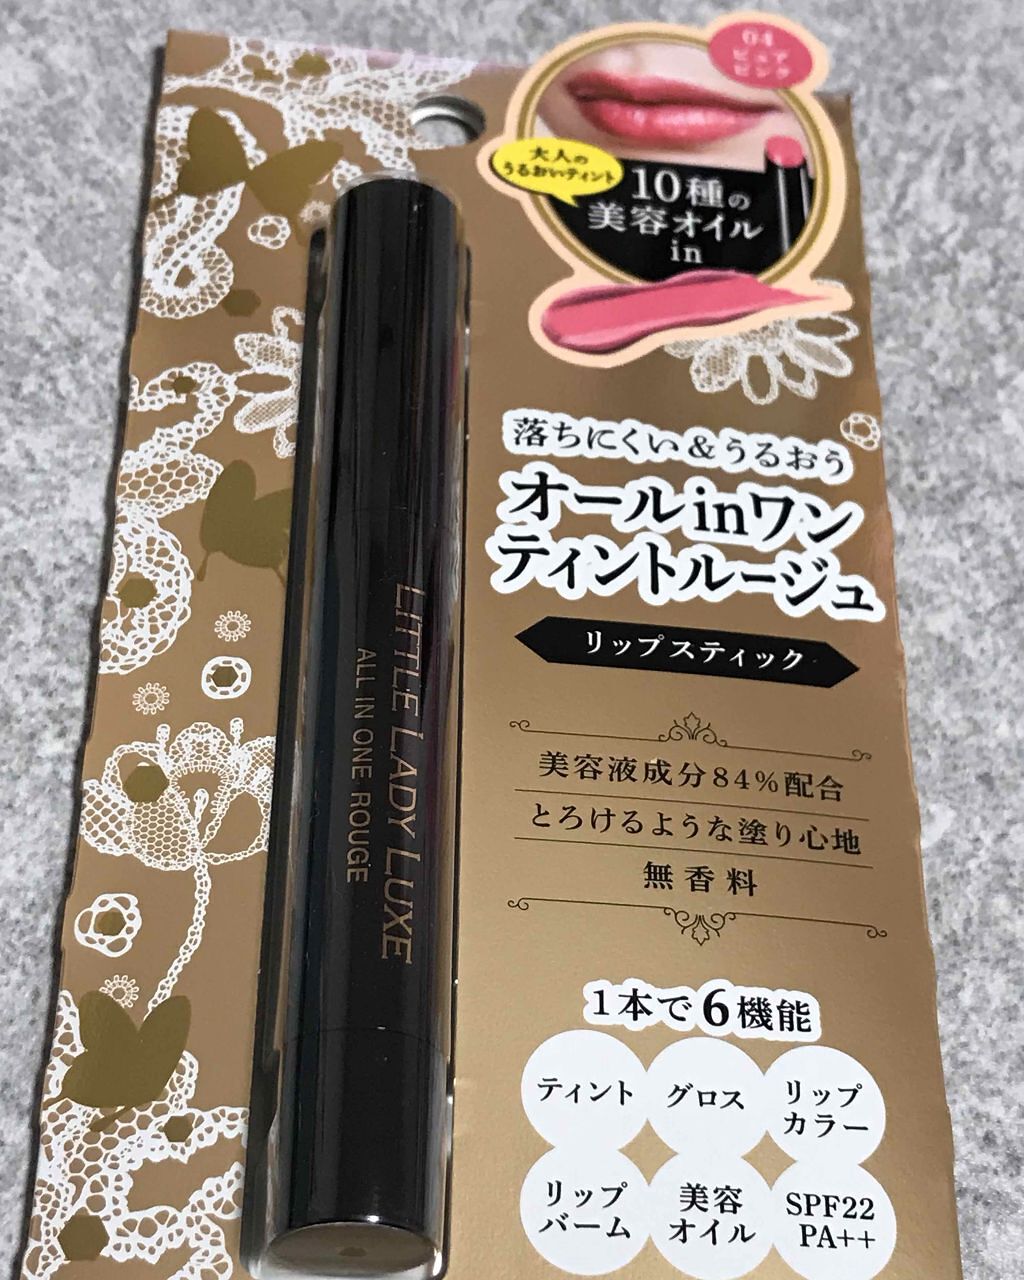 04
ピュア
ピンク
大人の
うるおいティント
10種の
美容オイル
in
落ちにくい&うるおう
オールinワン
ティントルージュ
リップスティック
美容液成分84%配合
とろけるような塗り心地
無香料
1本で6機能
ティント
グロス
リップ
カラー
リップ
バーム
美容
オイル
SPF22
PA++
LITTLE LADY LUXE
ALL IN ONE ROUGE